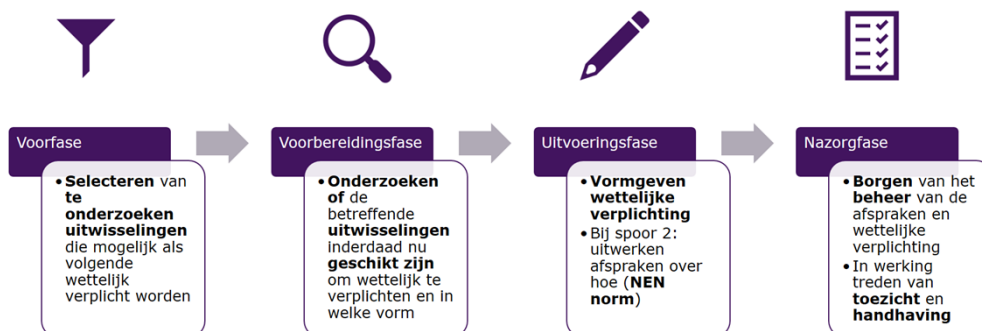 Voorfase
• Selecteren van
te
onderzoeken
uitwisselingen
die mogelijk als
volgende
wettelijk
verplicht worden
Voorbereidingsfase
• Onderzoeken
of de
betreffende
uitwisselingen
inderdaad nu
geschikt zijn
om wettelijk te
verplichten en in
welke vorm
Uitvoeringsfase
• Vormgeven
wettelijke
verplichting
• Bij spoor 2:
uitwerken
afspraken over
hoe (NEN
norm)
Nazorgfase
• Borgen van het
beheer van de
afspraken en
wettelijke
verplichting
• In werking
treden van
toezicht en
handhaving